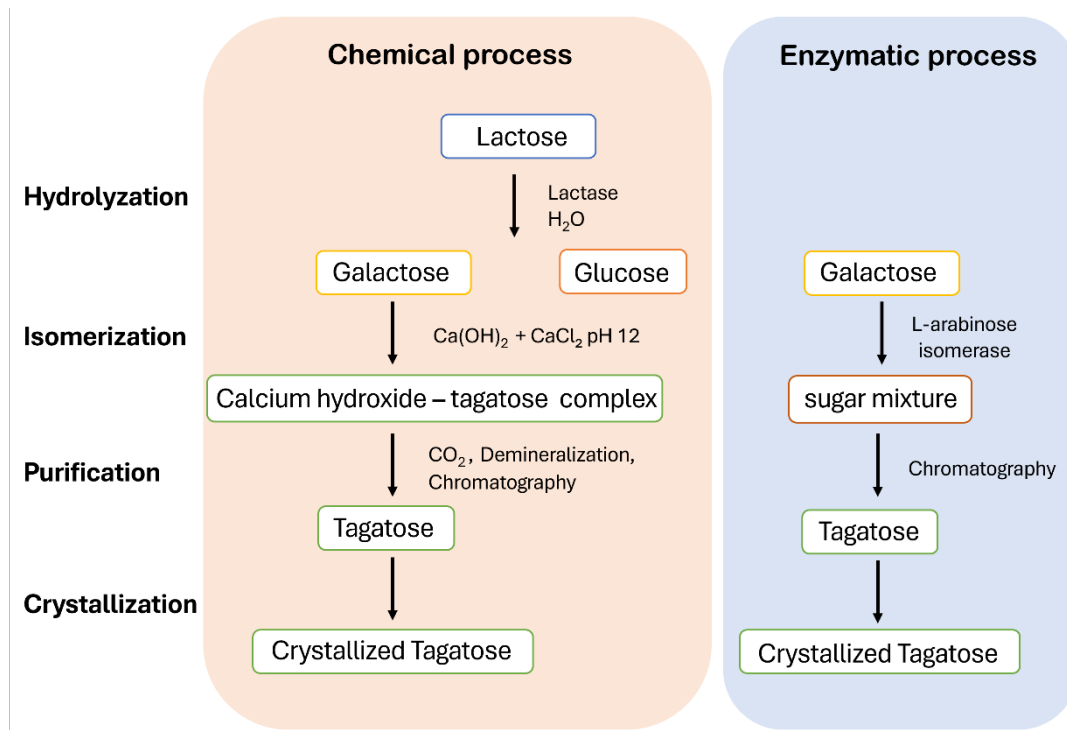 Chemical process
Enzymatic process
Lactose
Hydrolyzation
Lactase
H₂O
Galactose
Glucose
Galactose
Isomerization
Ca(OH)₂ + CaCl₂ pH 12
L-arabinose
isomerase
Calcium hydroxide – tagatose complex
sugar mixture
Purification
CO₂, Demineralization,
Chromatography
Chromatography
Tagatose
Tagatose
Crystallization
Crystallized Tagatose
Crystallized Tagatose